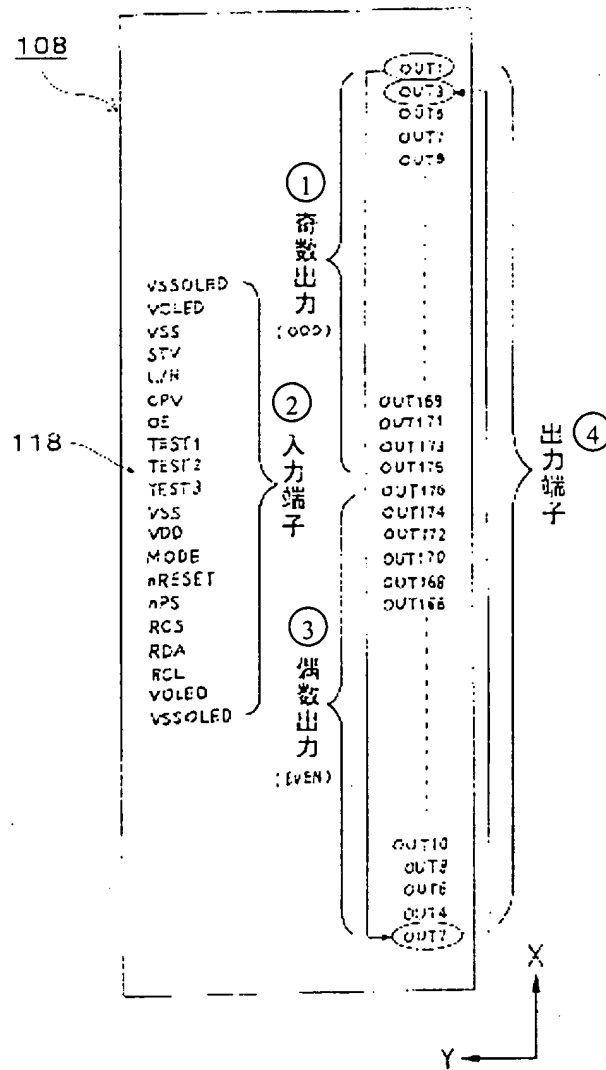 108
OUT1
OUT3
OUT5
OUT7
OUT9
① 奇数出力
(ODD)
VSSOLED
VOLED
VSS
STV
L/R
CPV
OE
TEST1
TEST2
TEST3
VSS
VDD
MODE
nRESET
nPS
RCS
RDA
RCL
VOLED
VSSOLED
118
② 入力端子
OUT169
OUT171
OUT173
OUT175
OUT176
OUT174
OUT172
OUT170
OUT168
OUT166
③ 偶数出力
(EVEN)
④ 出力端子
OUT10
OUT8
OUT6
OUT4
X
Y